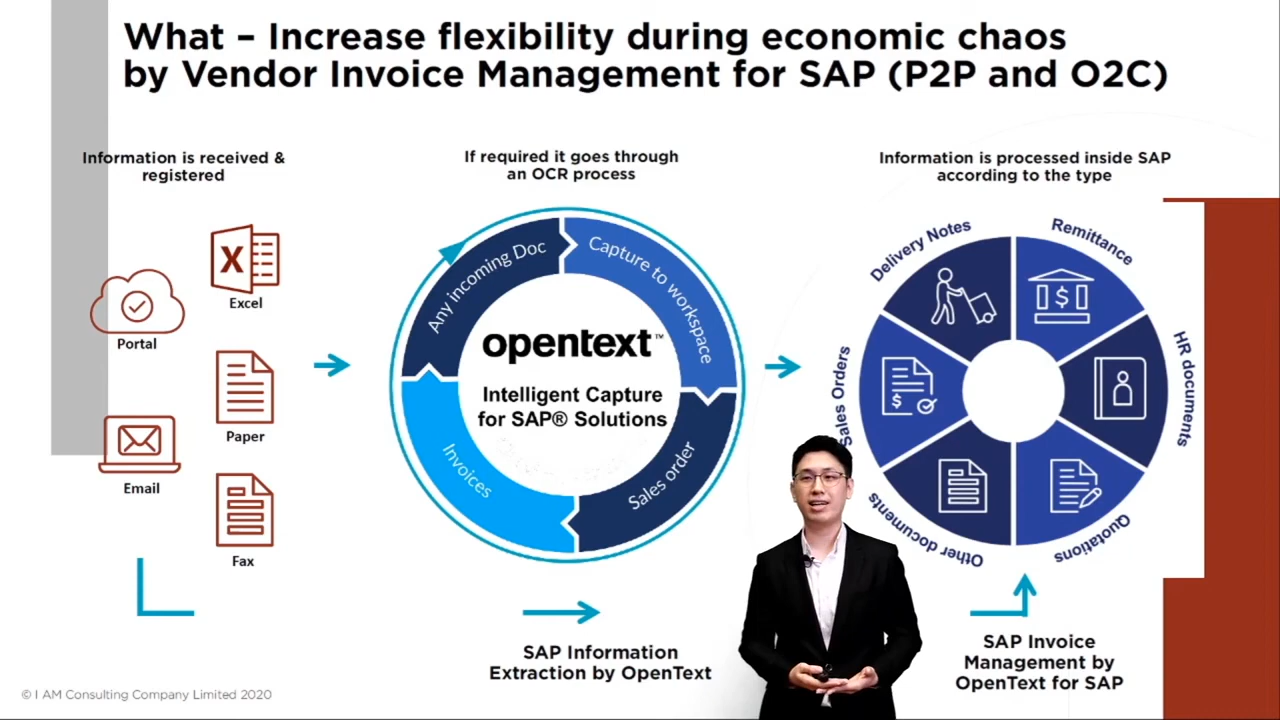 What – Increase flexibility during economic chaos
by Vendor Invoice Management for SAP (P2P and O2C)
Information is received &
registered
Excel
Portal
Paper
Email
Fax
If required it goes through
an OCR process
Any incoming Doc
Capture to workspace
Sales order
Invoices
opentext™
Intelligent Capture
for SAP® Solutions
Information is processed inside SAP
according to the type
Delivery Notes
Remittance
HR documents
Quotations
Other documents
Sales Orders
SAP Information
Extraction by OpenText
SAP Invoice
Management by
OpenText for SAP
© I AM Consulting Company Limited 2020